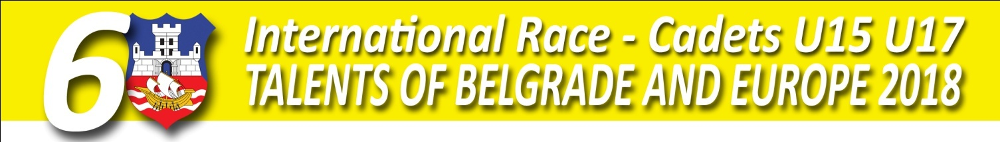 6
International Race - Cadets U15 U17
TALENTS OF BELGRADE AND EUROPE 2018